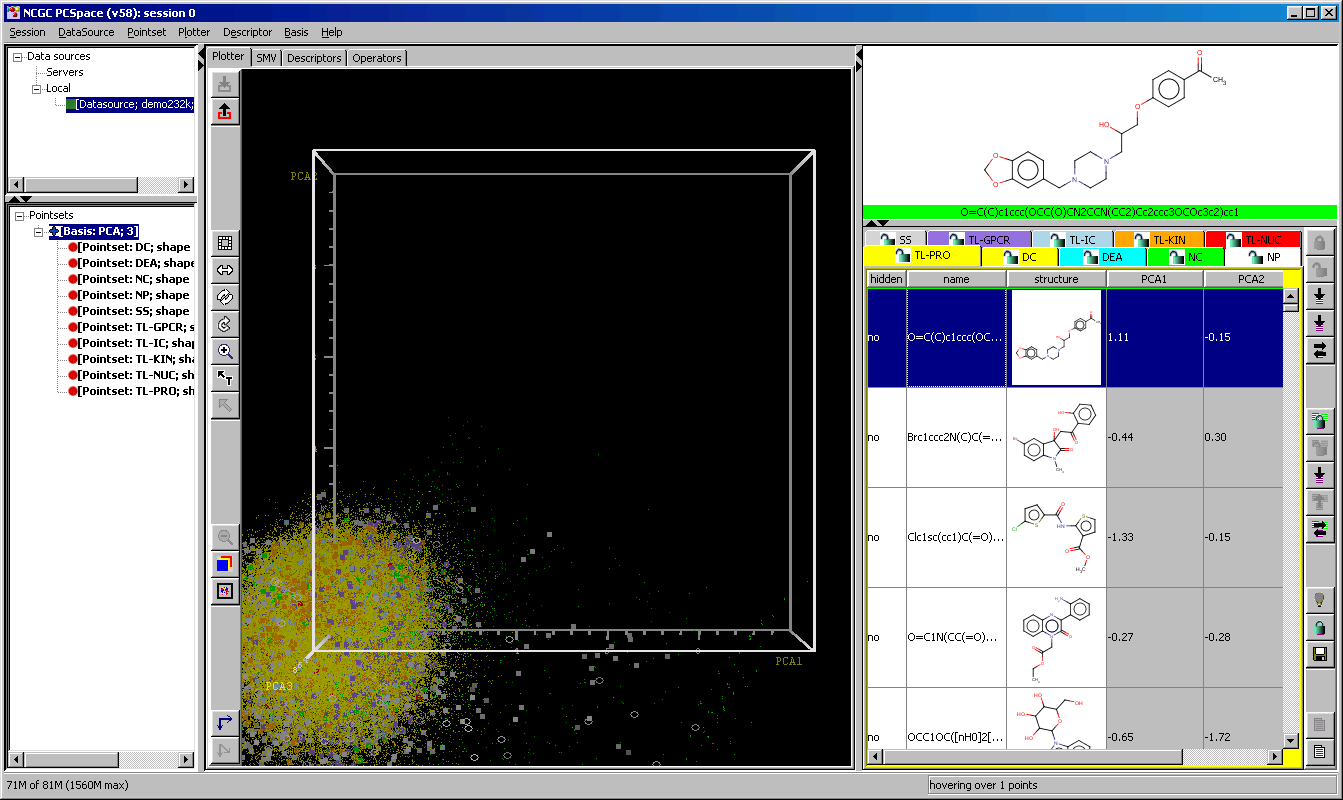 NCGC PCSpace (v58): session 0
Session DataSource Pointset Plotter Descriptor Basis Help
Data sources
Servers
Local
[Datasource; demo232k;
Pointsets
[Basis: PCA; 3]
[Pointset: DC; shape
[Pointset: DEA; shape
[Pointset: NC; shape
[Pointset: NP; shape
[Pointset: SS; shape
[Pointset: TL-GPCR; s
[Pointset: TL-IC; shap
[Pointset: TL-KIN; sha
[Pointset: TL-NUC; sh
[Pointset: TL-PRO; sh
Plotter SMV Descriptors Operators
T
PCA2
PCA1
PCA3
O
CH₃
O
HO
N
N
O
O
O=C(C)c1ccc(OCC(O)CN2CCN(CC2)Cc2ccc3OCOc3c2)cc1
SS TL-GPCR TL-IC TL-KIN TL-NUC
TL-PRO DC DEA NC NP
hidden name structure PCA1 PCA2
no O=C(C)c1ccc(OC... 1.11 -0.15
no Brc1ccc2N(C)C(=... -0.44 0.30
no Clc1sc(cc1)C(=O)... -1.33 -0.15
no O=C1N(CC(=O)... -0.27 -0.28
no OCC1OC([nH0]2[... -0.65 -1.72
71M of 81M (1560M max)
hovering over 1 points